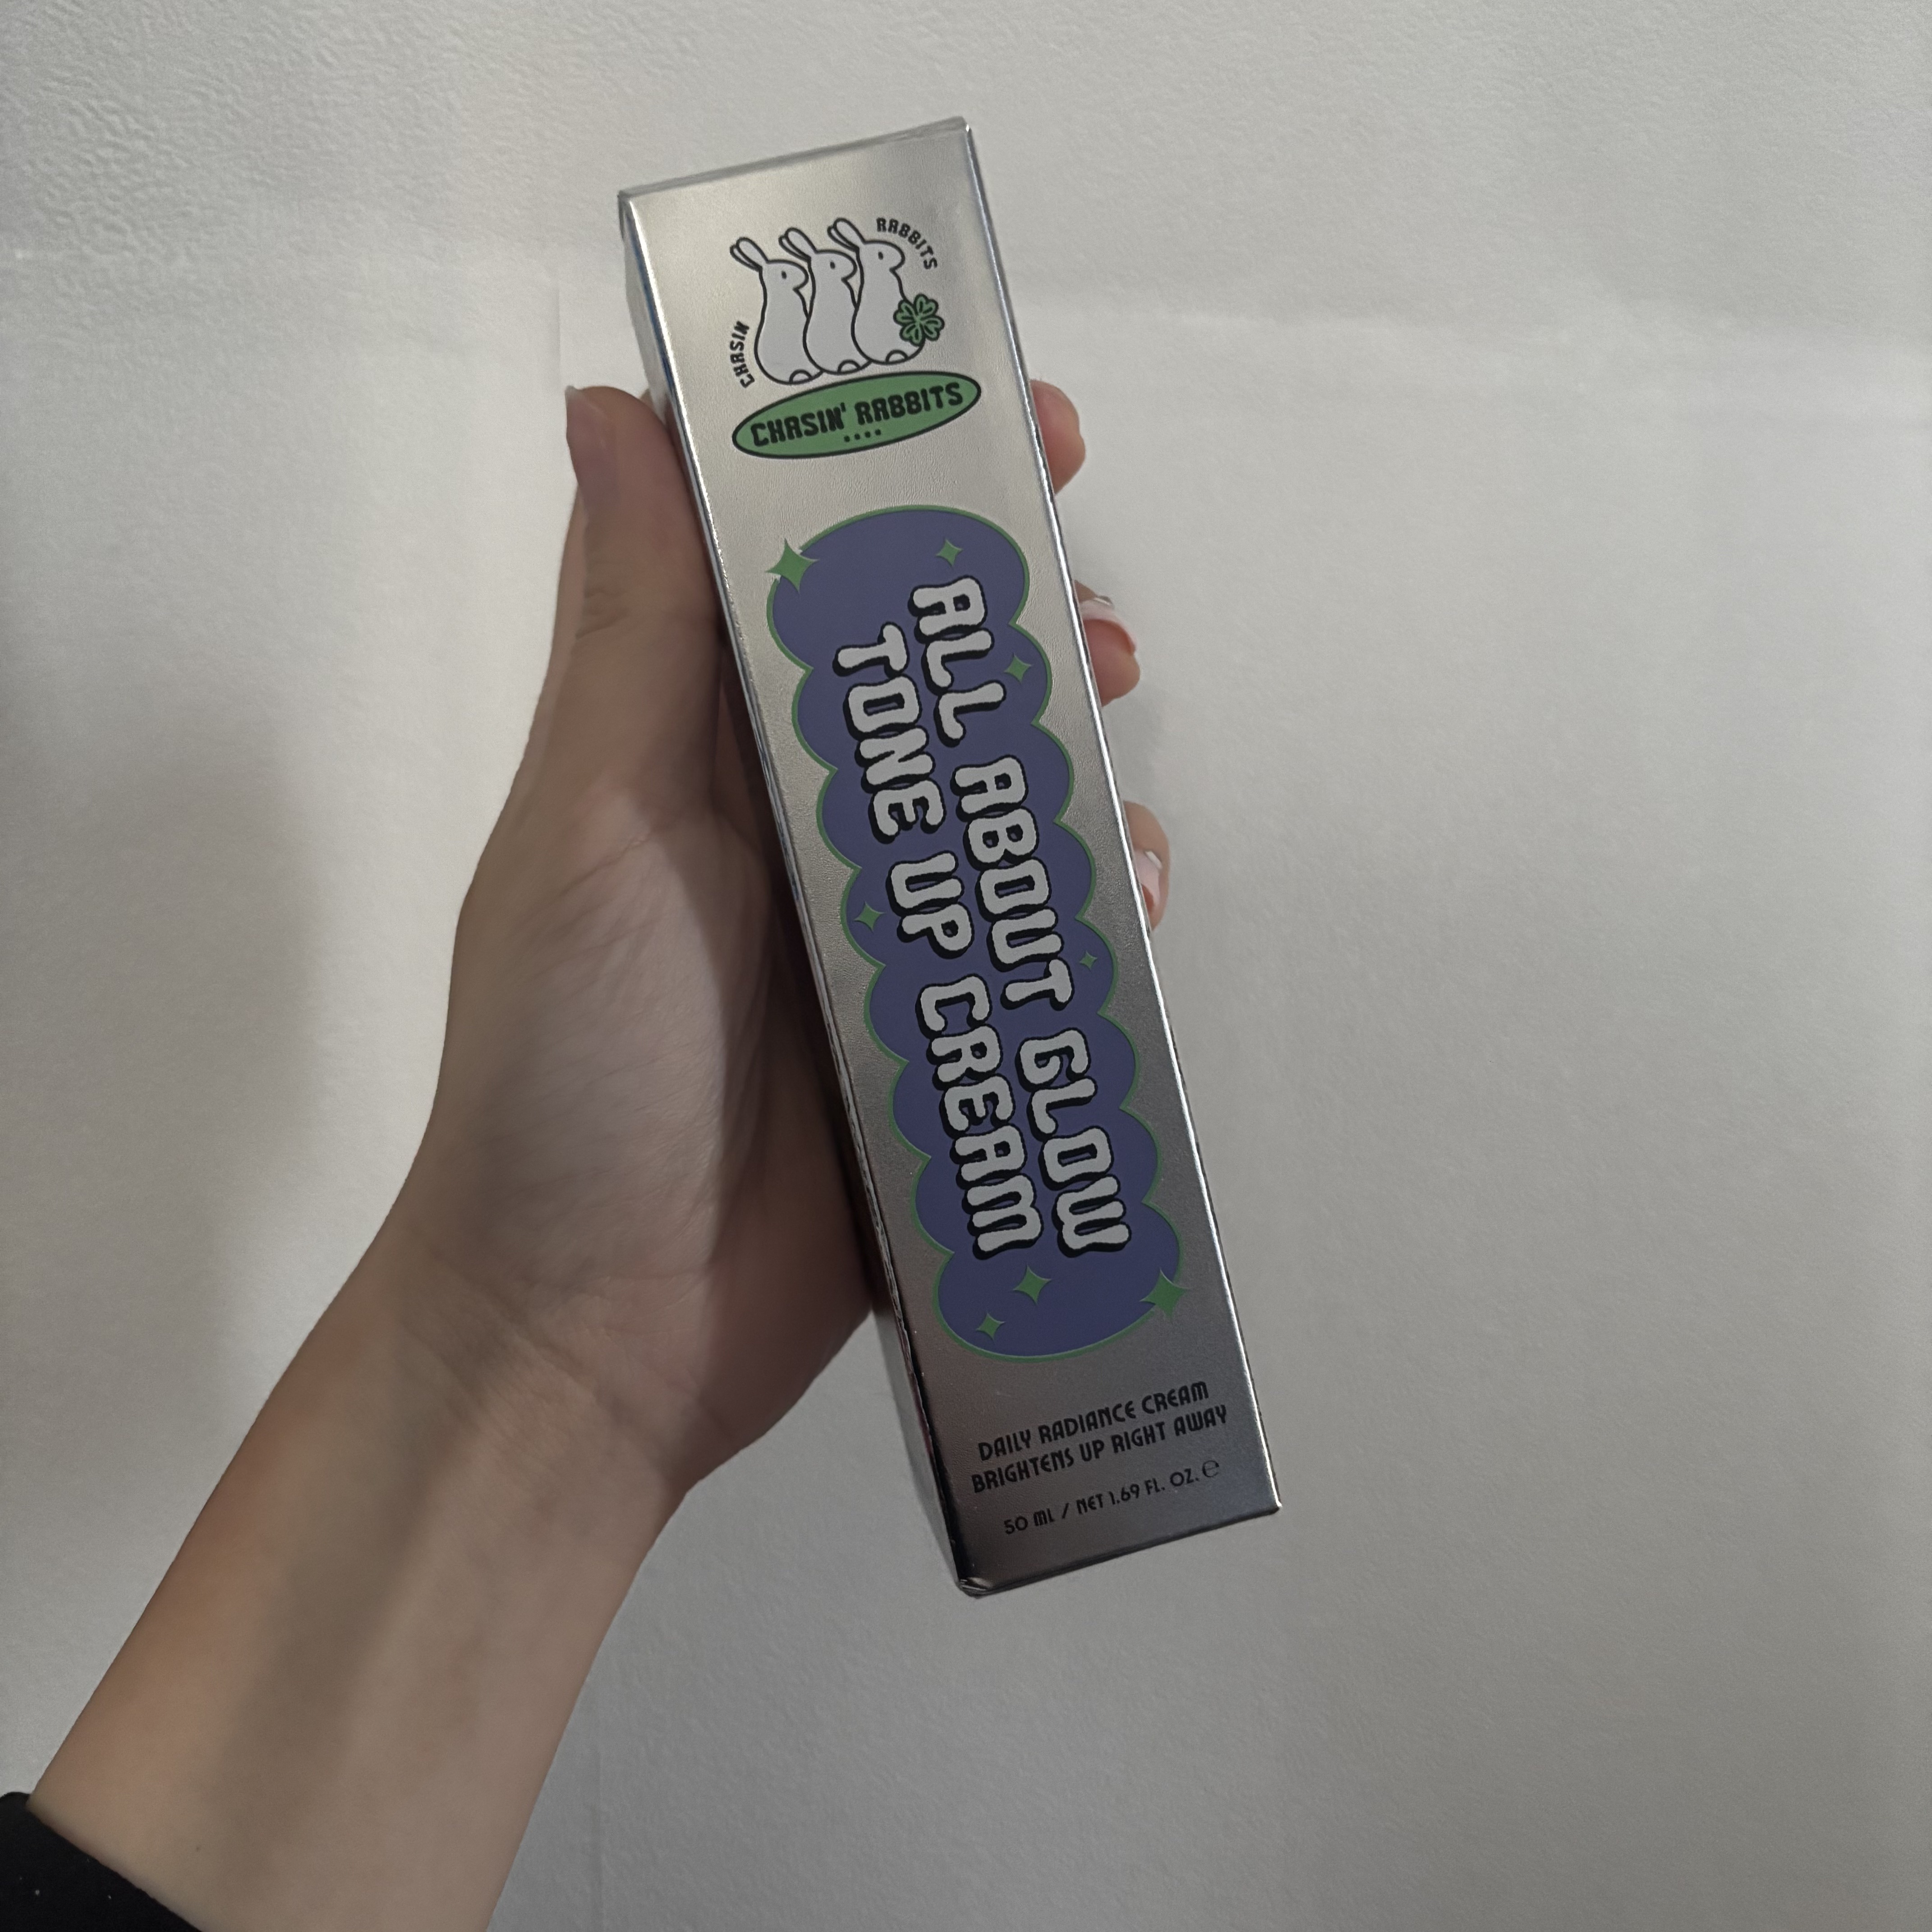 CHASIN RABBITS
CHASIN' RABBITS
ALL ABOUT GLOW
TONE UP CREAM
DAILY RADIANCE CREAM
BRIGHTENS UP RIGHT AWAY
50 ML / NET 1.69 FL. OZ. ℮